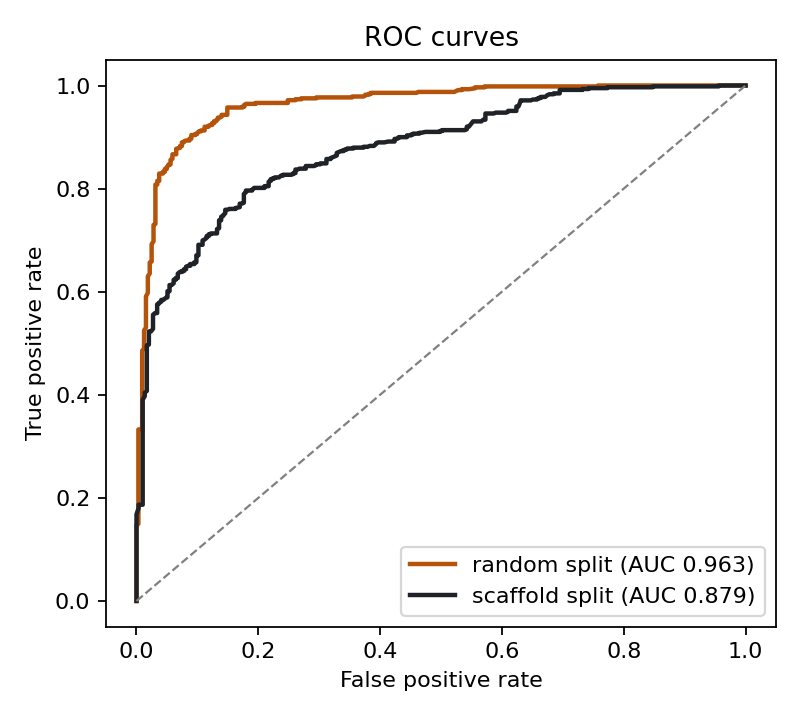 ROC curves
1.0
0.8
0.6
0.4
0.2
0.0
True positive rate
random split (AUC 0.963)
scaffold split (AUC 0.879)
0.0 0.2 0.4 0.6 0.8 1.0
False positive rate